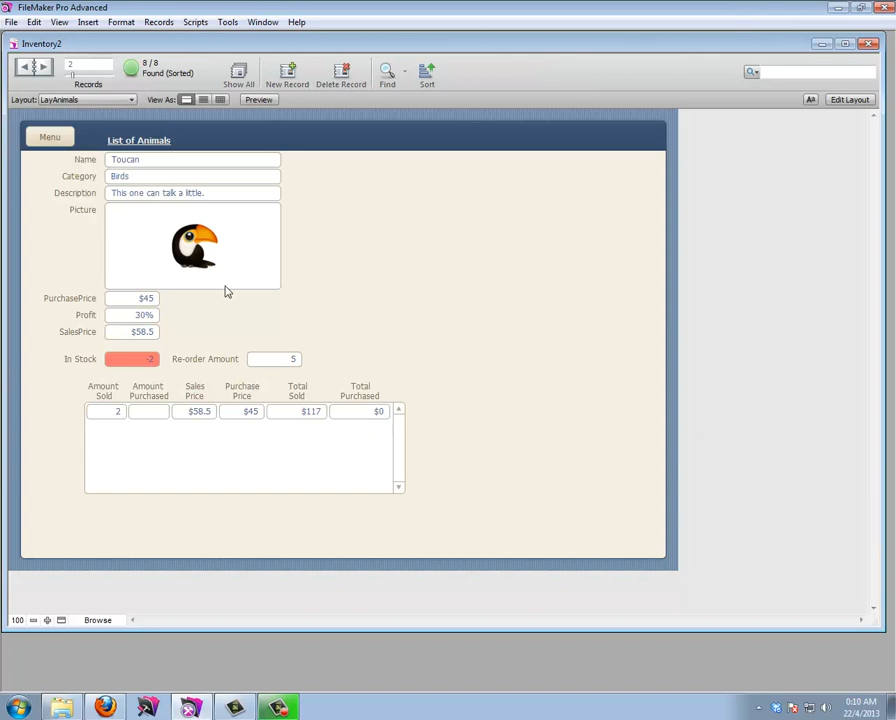 FileMaker Pro Advanced
File Edit View Insert Format Records Scripts Tools Window Help
Inventory2
2
8 / 8
Found (Sorted)
Records Show All New Record Delete Record Find Sort
Layout: LayAnimals View As: Preview Aa Edit Layout
Menu List of Animals
Name Toucan
Category Birds
Description This one can talk a little.
Picture
PurchasePrice $45
Profit 30%
SalesPrice $58.5
In Stock -2 Re-order Amount 5
Amount Sold Amount Purchased Sales Price Purchase Price Total Sold Total Purchased
2 $58.5 $45 $117 $0
100 Browse
0:10 AM
22/4/2013